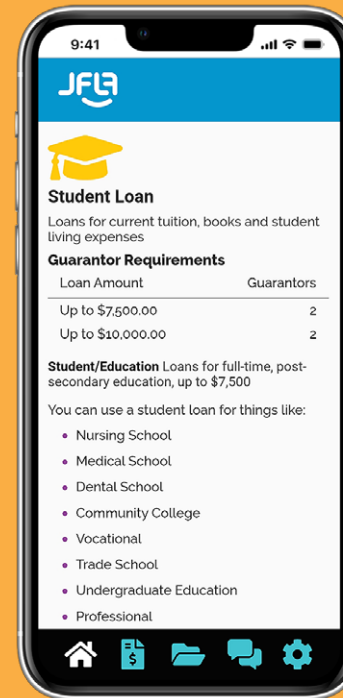 9:41
JFLA
Student Loan
Loans for current tuition, books and student
living expenses
Guarantor Requirements
Loan Amount Guarantors
Up to $7,500.00 2
Up to $10,000.00 2
Student/Education Loans for full-time, post-
secondary education, up to $7,500
You can use a student loan for things like:
• Nursing School
• Medical School
• Dental School
• Community College
• Vocational
• Trade School
• Undergraduate Education
• Professional
$